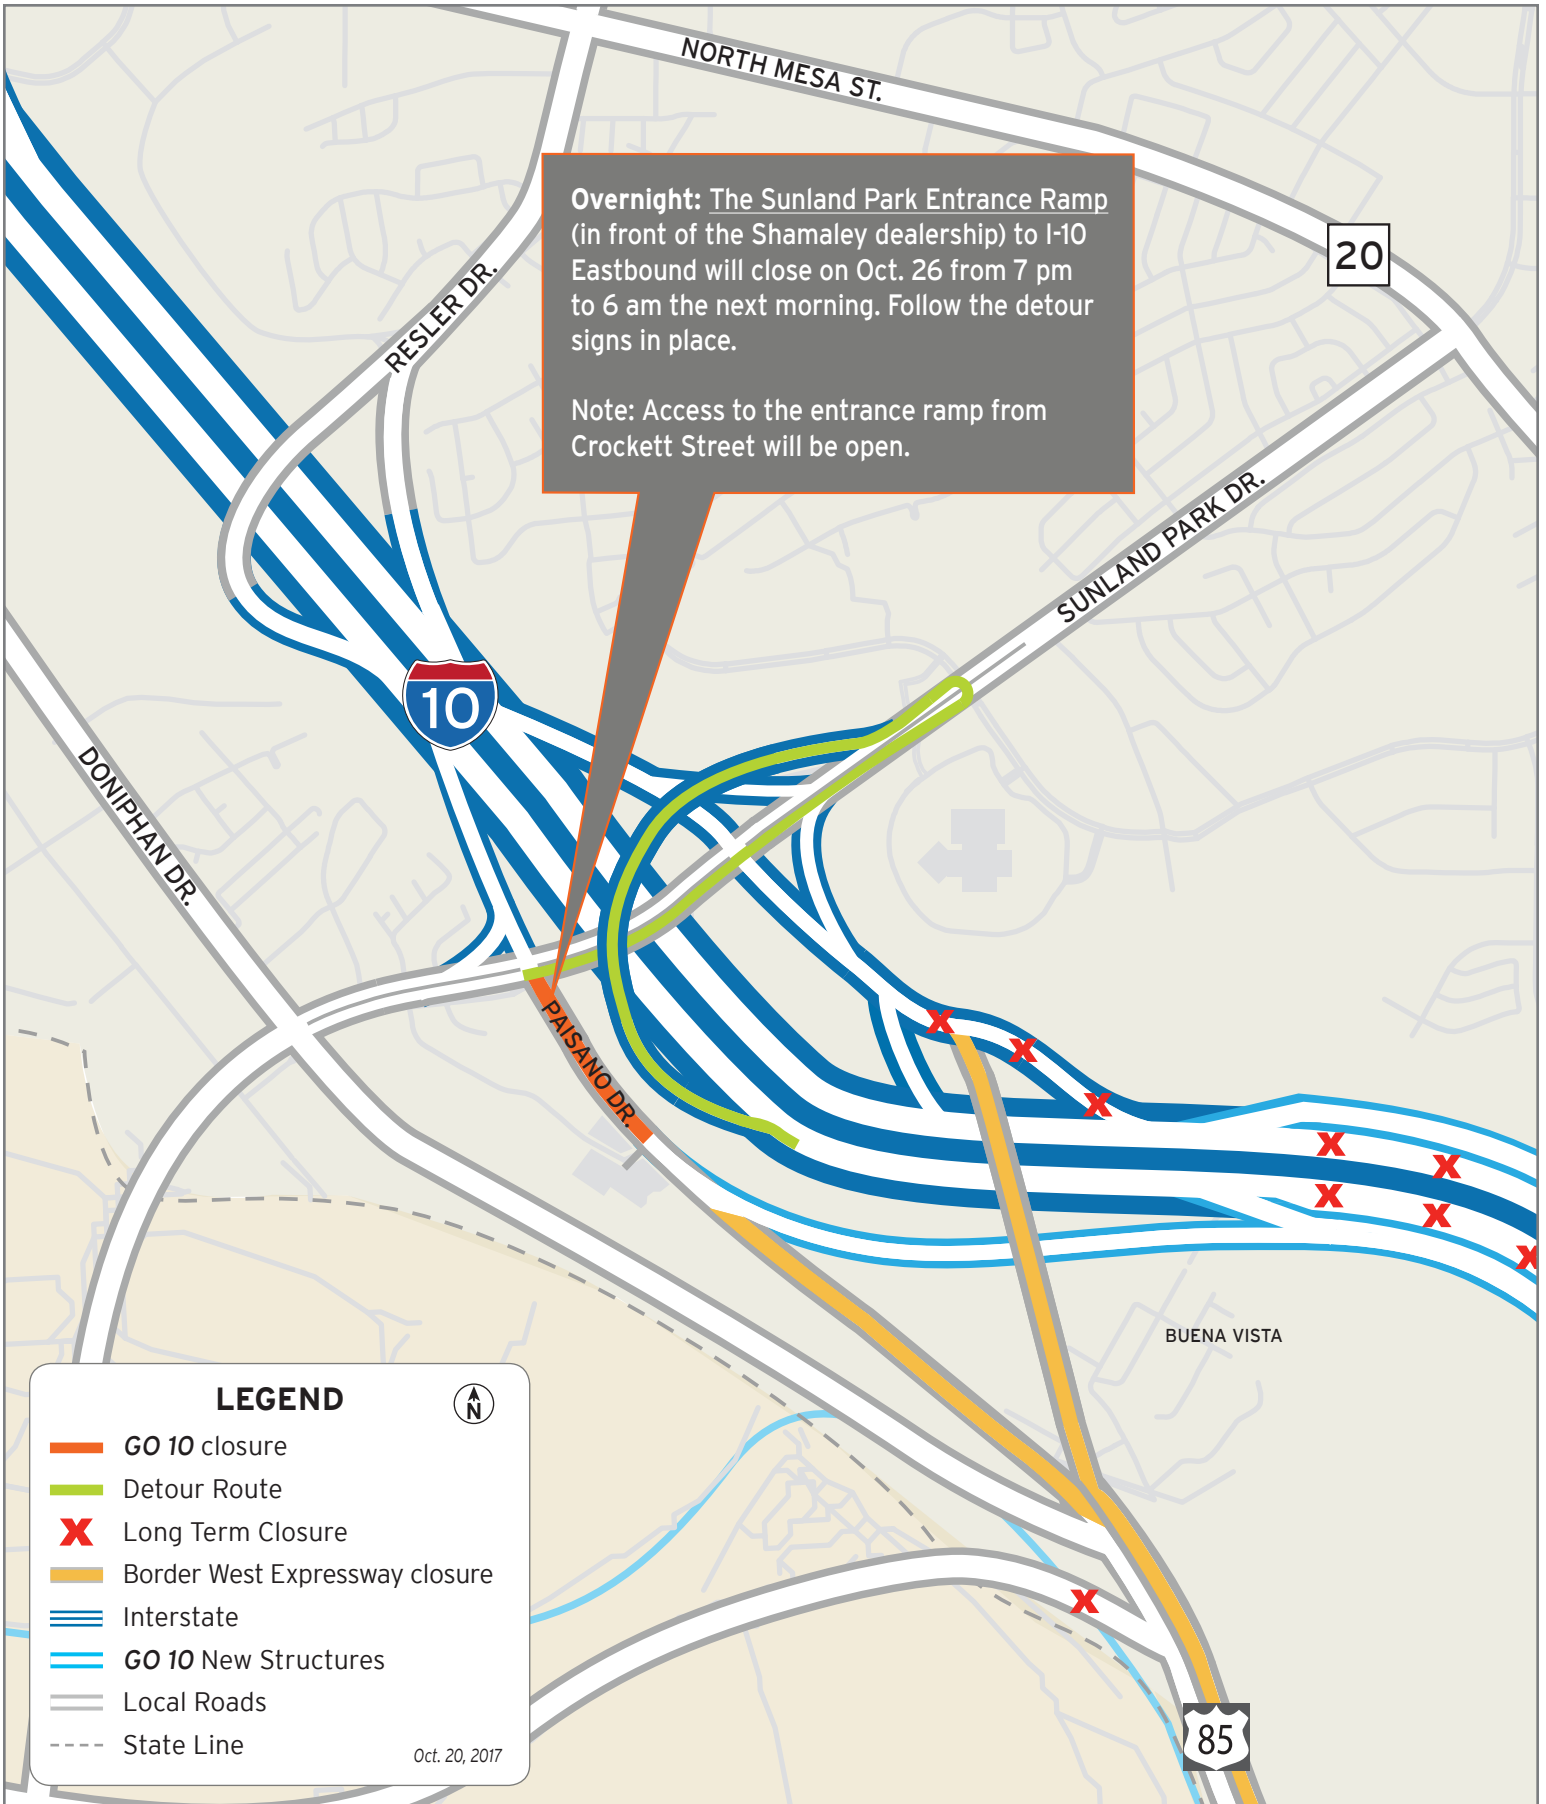 NORTH MESA ST.
Overnight: The Sunland Park Entrance Ramp
(in front of the Shamaley dealership) to I-10
Eastbound will close on Oct. 26 from 7 pm
to 6 am the next morning. Follow the detour
signs in place.
Note: Access to the entrance ramp from
Crockett Street will be open.
20
RESLER DR.
SUNLAND PARK DR.
10
DONIPHAN DR.
PAISANO DR.
BUENA VISTA
LEGEND
N
GO 10 closure
Detour Route
Long Term Closure
Border West Expressway closure
Interstate
GO 10 New Structures
Local Roads
State Line
Oct. 20, 2017
85